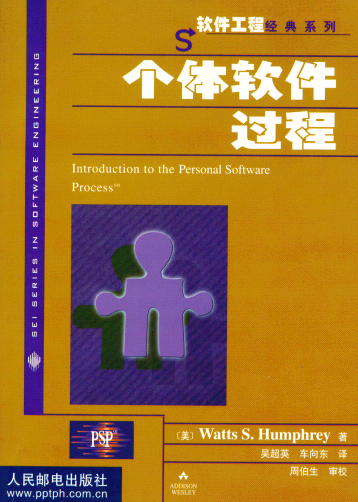 软件工程经典系列
个体软件
过程
Introduction to the Personal Software
Process℠
SEI SERIES IN SOFTWARE ENGINEERING
PSP
〔美〕 Watts S. Humphrey 著
吴超英 车向东 译
周伯生 审校
ADDISON
WESLEY
人民邮电出版社
www.pptph.com.cn